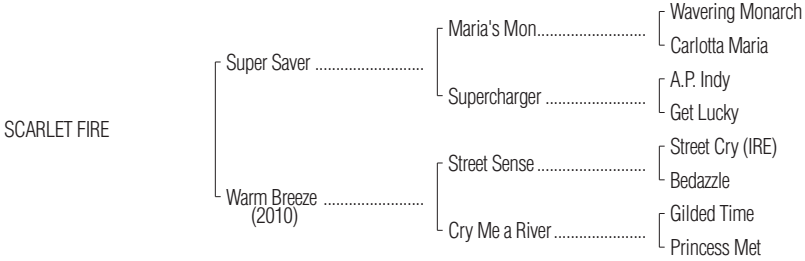 Wavering Monarch
Maria's Mon........................
Carlotta Maria
Super Saver ........................
A.P. Indy
Supercharger ......................
Get Lucky
SCARLET FIRE
Street Cry (IRE)
Street Sense ........................
Bedazzle
Warm Breeze ......................
(2010)
Gilded Time
Cry Me a River....................
Princess Met